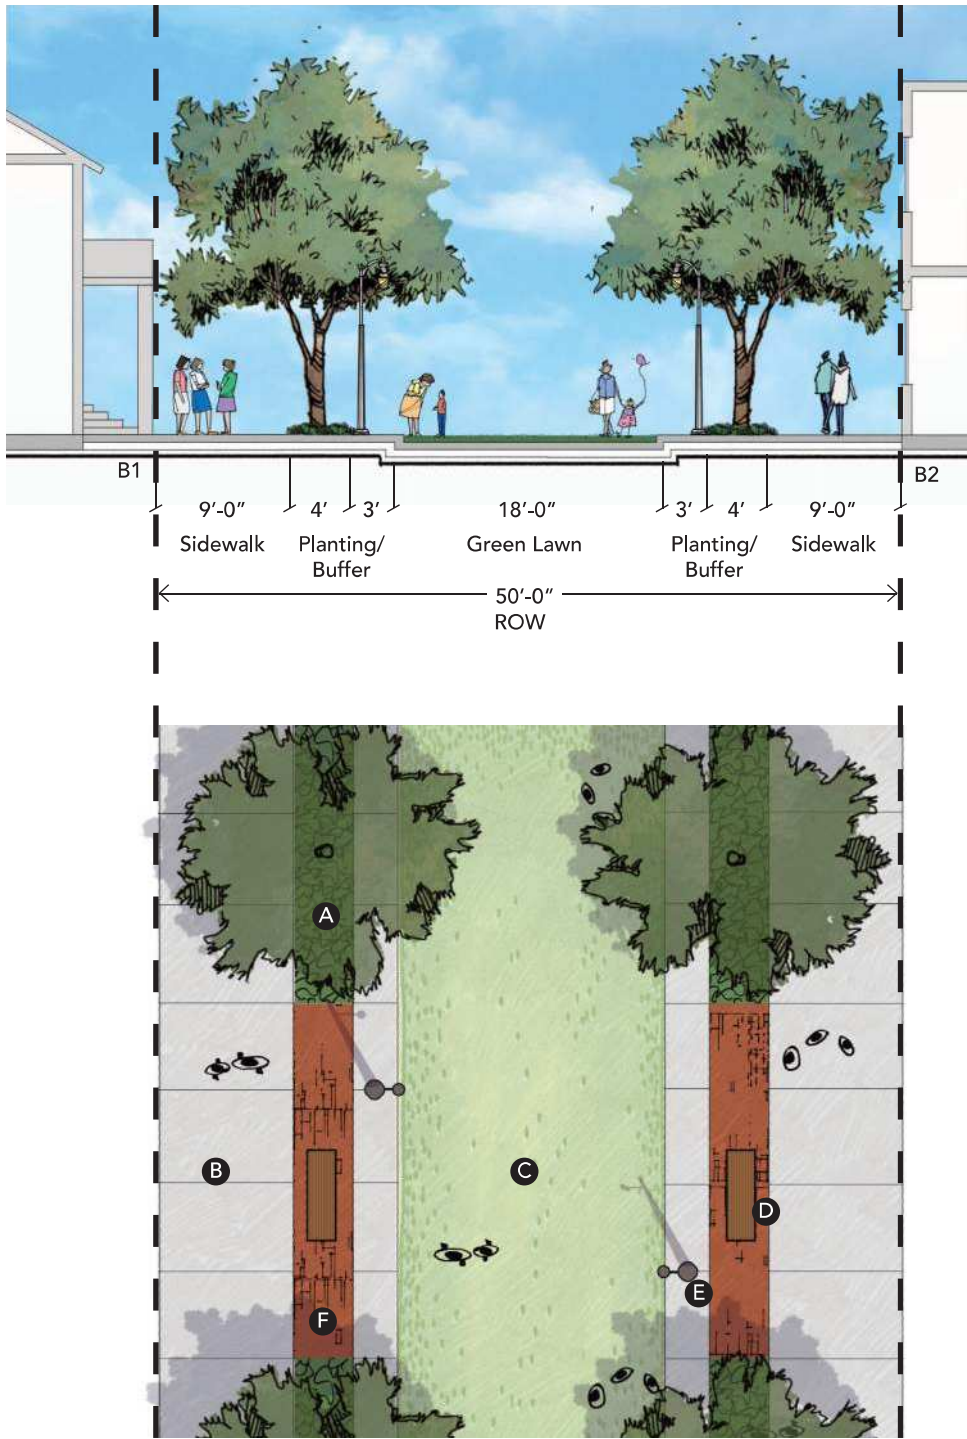 B1
B2
9'-0" 4' 3' 18'-0" 3' 4' 9'-0"
Sidewalk Planting/ Green Lawn Planting/ Sidewalk
Buffer Buffer
50'-0"
ROW
A
B
C
D
E
F